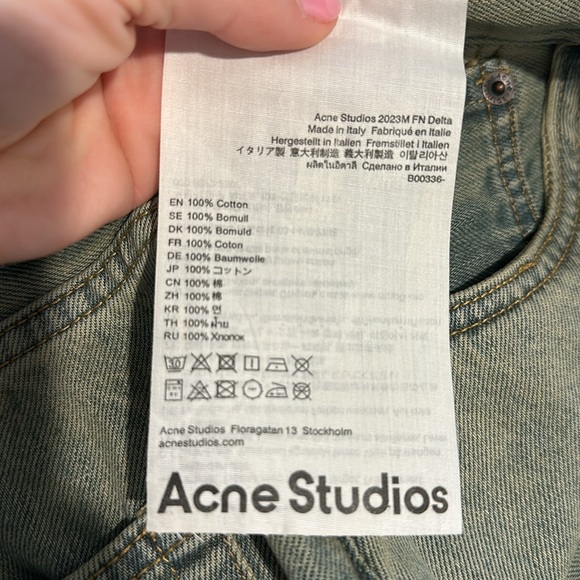 Acne Studios 2023M FN Delta
Made in Italy Fabriqué en Italie
Hergestellt in Italien Fremstillet i Italien
イタリア製 意大利制造 義大利製造 이탈리아산
ผลิตในอิตาลี Сделано в Италии
B00336-
EN 100% Cotton
SE 100% Bomull
DK 100% Bomuld
FR 100% Coton
DE 100% Baumwolle
JP 100% コットン
CN 100% 棉
ZH 100% 棉
KR 100% 면
TH 100% ฝ้าย
RU 100% Хлопок
Acne Studios Floragatan 13 Stockholm
acnestudios.com
Acne Studios